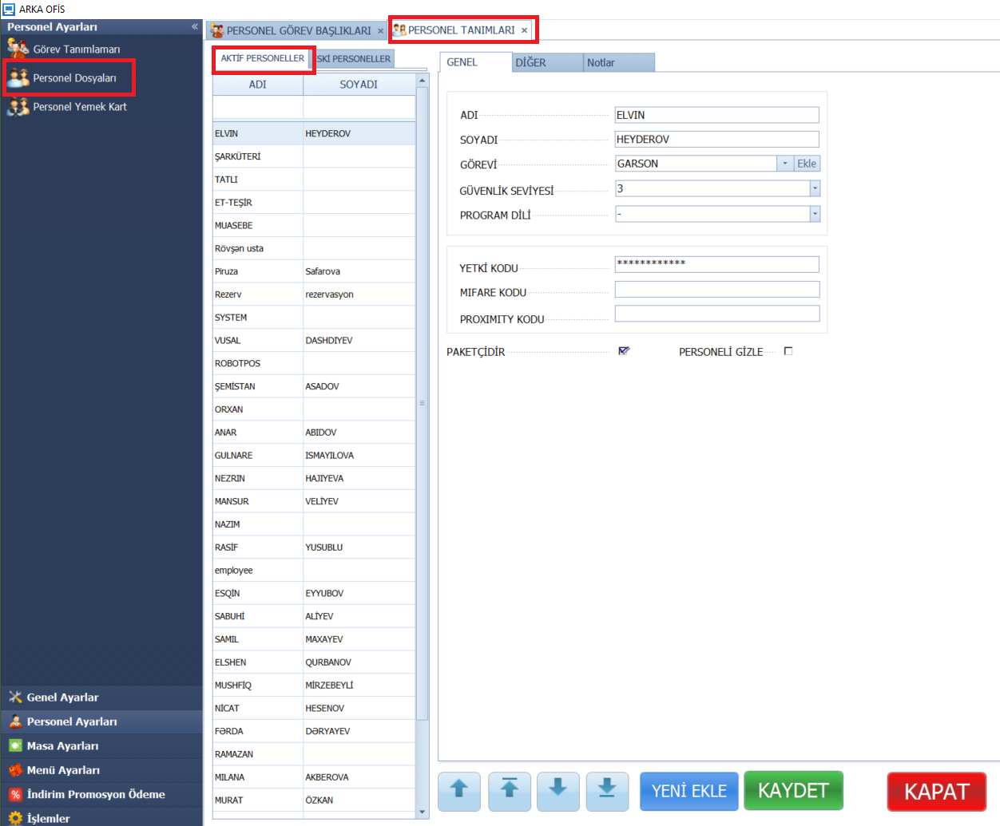 ARKA OFİS
Personel Ayarları «
Görev Tanımlamarı
Personel Dosyaları
Personel Yemek Kart
Genel Ayarlar
Personel Ayarları
Masa Ayarları
Menü Ayarları
İndirim Promosyon Ödeme
İşlemler
PERSONEL GÖREV BAŞLIKLARI × PERSONEL TANIMLARI ×
AKTİF PERSONELLER SKİ PERSONELLER
ADI SOYADI
ELVIN HEYDEROV
ŞARKÜTERİ
TATLI
ET-TEŞİR
MUASEBE
Rövşən usta
Piruza Safarova
Rezerv rezervasyon
SYSTEM
VUSAL DASHDIYEV
ROBOTPOS
ŞEMİSTAN ASADOV
ORXAN
ANAR ABIDOV
GULNARE ISMAYILOVA
NEZRIN HAJIYEVA
MANSUR VELİYEV
NAZIM
RASİF YUSUBLU
employee
ESQİN EYYUBOV
SABUHİ ALİYEV
SAMIL MAXAYEV
ELSHEN QURBANOV
MUSHFİQ MİRZEBEYLİ
NİCAT HESENOV
FƏRDA DƏRYAYEV
RAMAZAN
MILANA AKBEROVA
MURAT ÖZKAN
GENEL DİĞER Notlar
ADI ELVIN
SOYADI HEYDEROV
GÖREVİ GARSON Ekle
GÜVENLİK SEVİYESİ 3
PROGRAM DİLİ -
YETKİ KODU ************
MIFARE KODU
PROXIMITY KODU
PAKETÇİDİR PERSONELİ GİZLE
YENİ EKLE KAYDET KAPAT